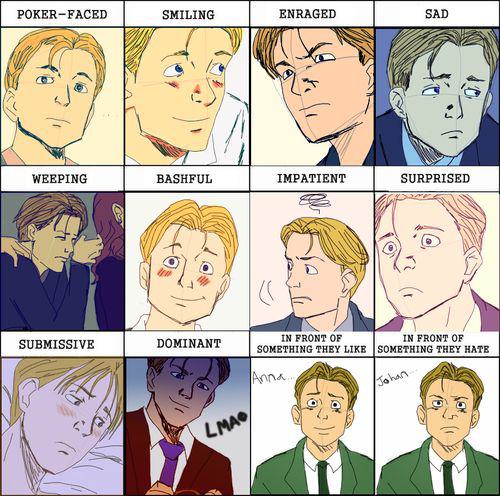 POKER-FACED
SMILING
ENRAGED
SAD
WEEPING
BASHFUL
IMPATIENT
SURPRISED
SUBMISSIVE
DOMINANT
IN FRONT OF
SOMETHING THEY LIKE
IN FRONT OF
SOMETHING THEY HATE
LMAO
Anna...
Johan...